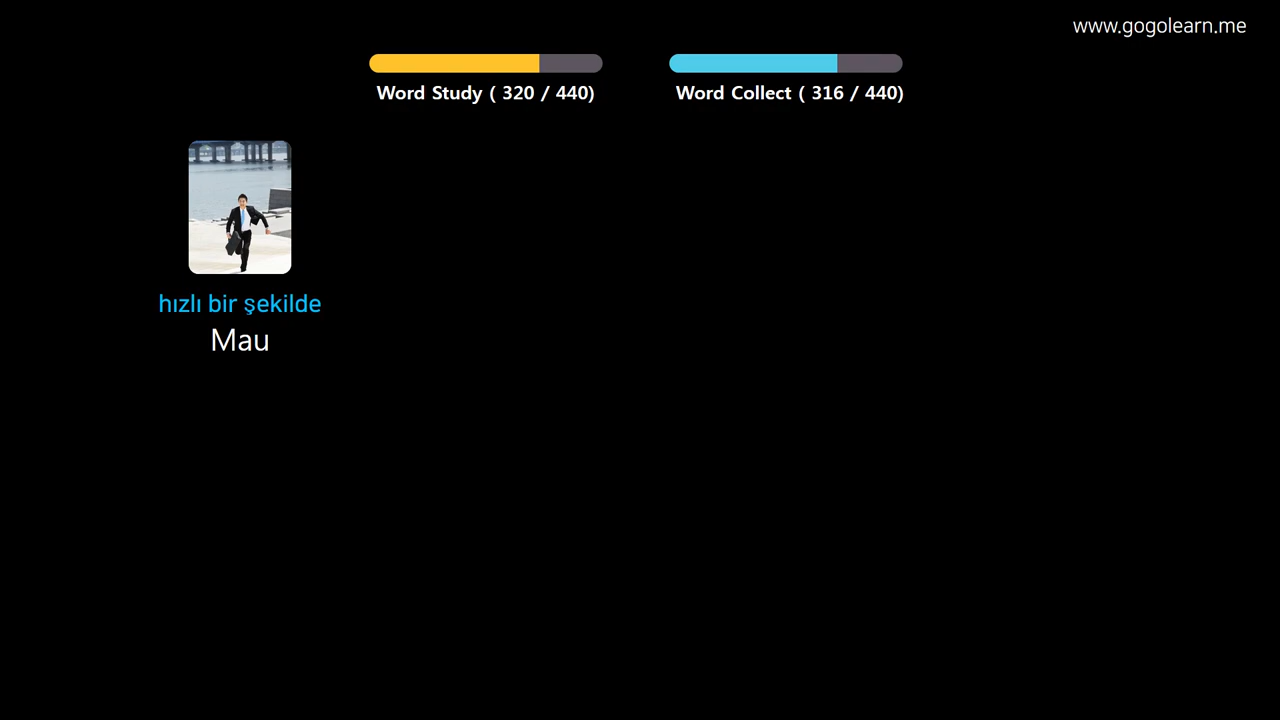 www.gogolearn.me
Word Study ( 320 / 440)
Word Collect ( 316 / 440)
hızlı bir şekilde
Mau